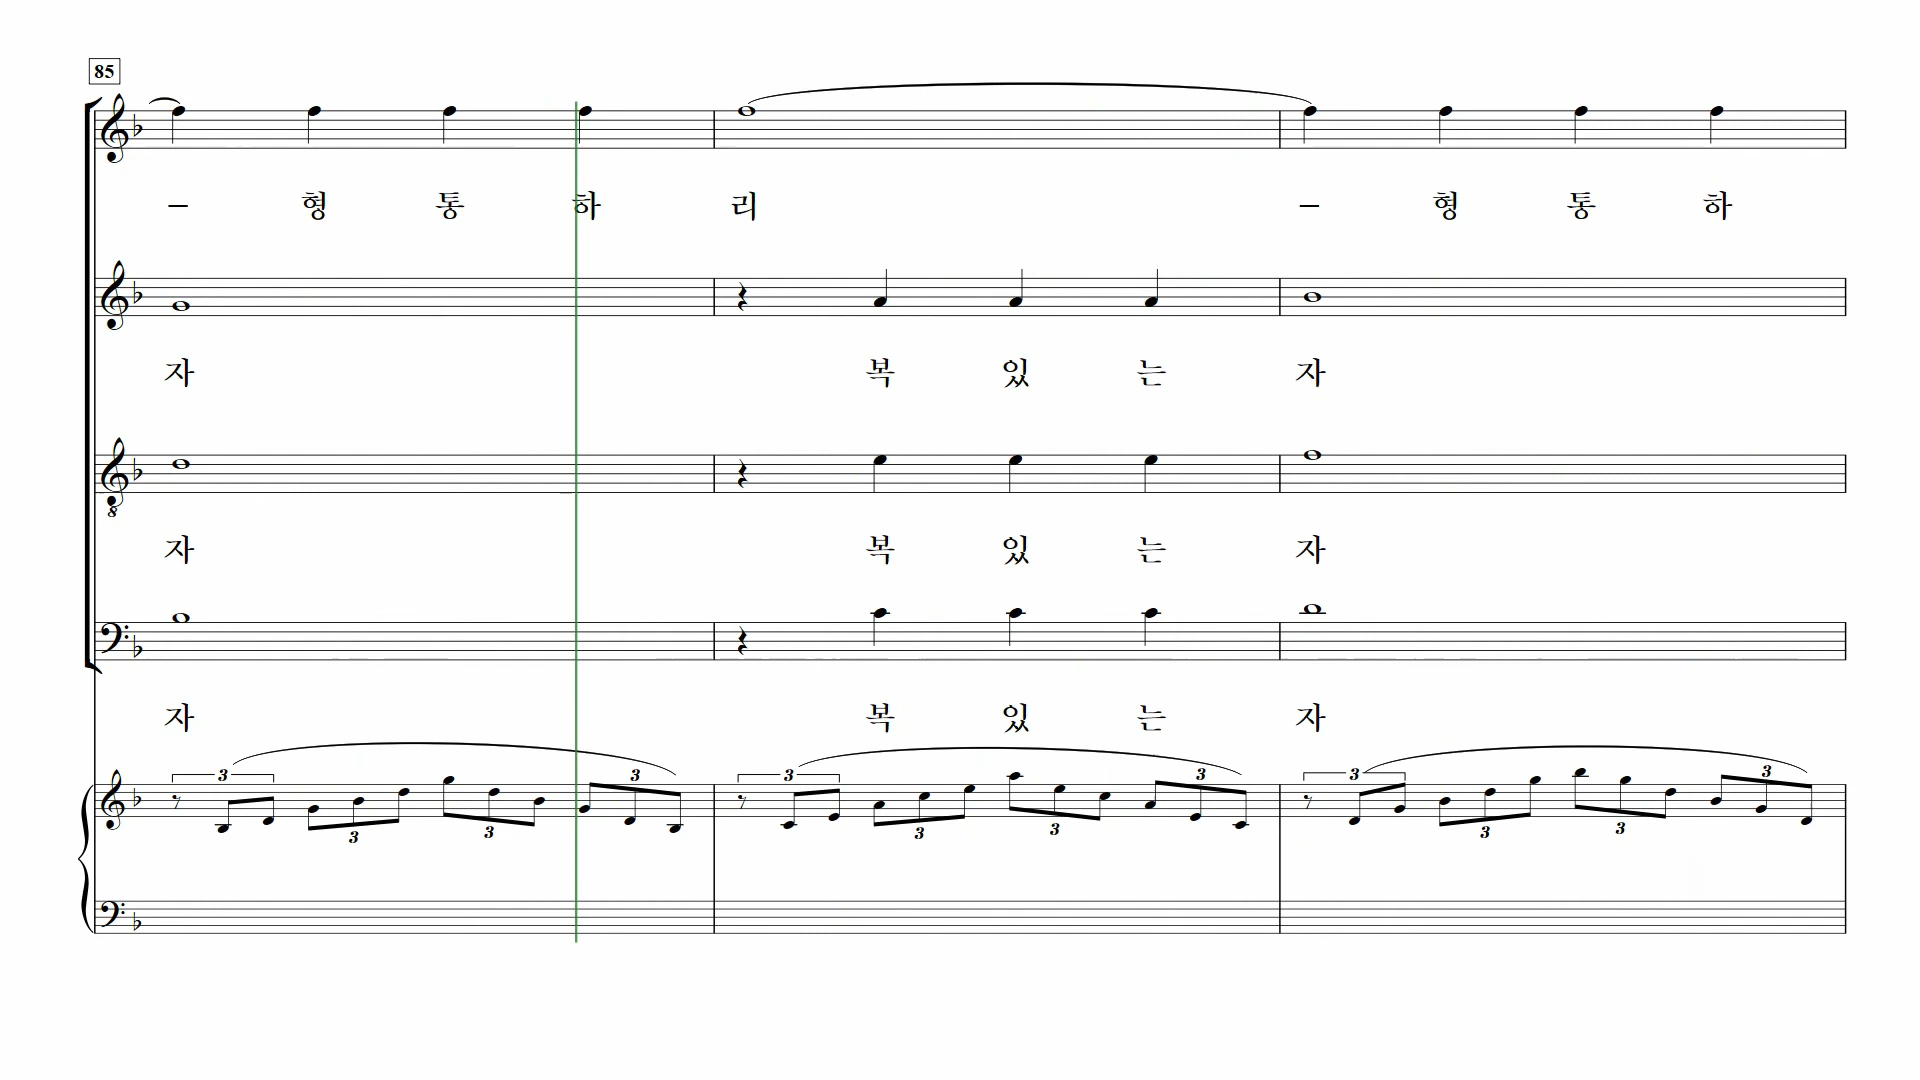 85
– 형 통 하 리 – 형 통 하
자 복 있 는 자
8
자 복 있 는 자
자 복 있 는 자
3 3 3 3 3 3
3 3 3 3 3 3